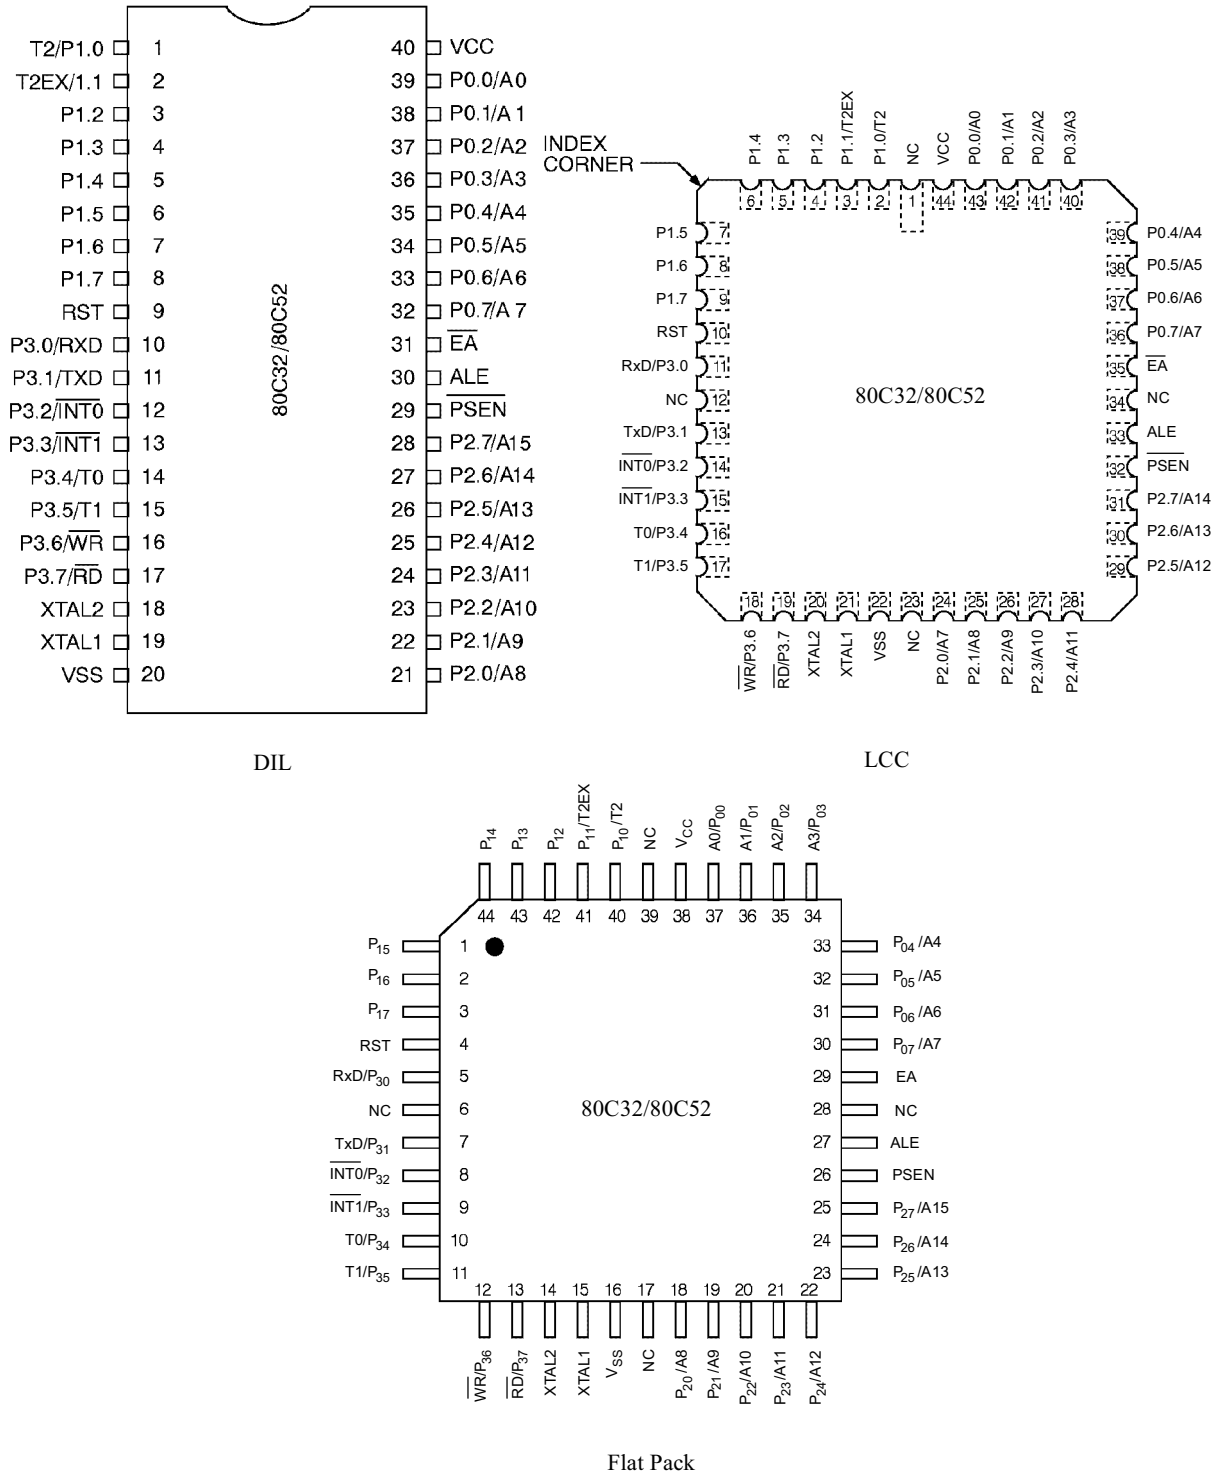 T2/P1.0 1 40 VCC
T2EX/1.1 2 39 P0.0/A0
P1.2 3 38 P0.1/A1
P1.3 4 37 P0.2/A2
P1.4 5 36 P0.3/A3
P1.5 6 35 P0.4/A4
P1.6 7 34 P0.5/A5
P1.7 8 33 P0.6/A6
RST 9 32 P0.7/A7
P3.0/RXD 10 31 E̅A̅
P3.1/TXD 11 30 ALE
P3.2/I̅N̅T̅0̅ 12 29 P̅S̅E̅N̅
P3.3/I̅N̅T̅1̅ 13 28 P2.7/A15
P3.4/T0 14 27 P2.6/A14
P3.5/T1 15 26 P2.5/A13
P3.6/W̅R̅ 16 25 P2.4/A12
P3.7/R̅D̅ 17 24 P2.3/A11
XTAL2 18 23 P2.2/A10
XTAL1 19 22 P2.1/A9
VSS 20 21 P2.0/A8
80C32/80C52
DIL
INDEX
CORNER
P1.4 P1.3 P1.2 P1.1/T2EX P1.0/T2 NC VCC P0.0/A0 P0.1/A1 P0.2/A2 P0.3/A3
6 5 4 3 2 1 44 43 42 41 40
P1.5 7 39 P0.4/A4
P1.6 8 38 P0.5/A5
P1.7 9 37 P0.6/A6
RST 10 36 P0.7/A7
RxD/P3.0 11 35 E̅A̅
NC 12 34 NC
TxD/P3.1 13 33 ALE
I̅N̅T̅0̅/P3.2 14 32 P̅S̅E̅N̅
I̅N̅T̅1̅/P3.3 15 31 P2.7/A14
T0/P3.4 16 30 P2.6/A13
T1/P3.5 17 29 P2.5/A12
80C32/80C52
18 19 20 21 22 23 24 25 26 27 28
W̅R̅/P3.6 R̅D̅/P3.7 XTAL2 XTAL1 VSS NC P2.0/A7 P2.1/A8 P2.2/A9 P2.3/A10 P2.4/A11
LCC
P14 P13 P12 P11/T2EX P10/T2 NC VCC A0/P00 A1/P01 A2/P02 A3/P03
44 43 42 41 40 39 38 37 36 35 34
P15 1 33 P04/A4
P16 2 32 P05/A5
P17 3 31 P06/A6
RST 4 30 P07/A7
RxD/P30 5 29 EA
NC 6 28 NC
TxD/P31 7 27 ALE
I̅N̅T̅0̅/P32 8 26 PSEN
I̅N̅T̅1̅/P33 9 25 P27/A15
T0/P34 10 24 P26/A14
T1/P35 11 23 P25/A13
80C32/80C52
12 13 14 15 16 17 18 19 20 21 22
W̅R̅/P36 R̅D̅/P37 XTAL2 XTAL1 VSS NC P20/A8 P21/A9 P22/A10 P23/A11 P24/A12
Flat Pack